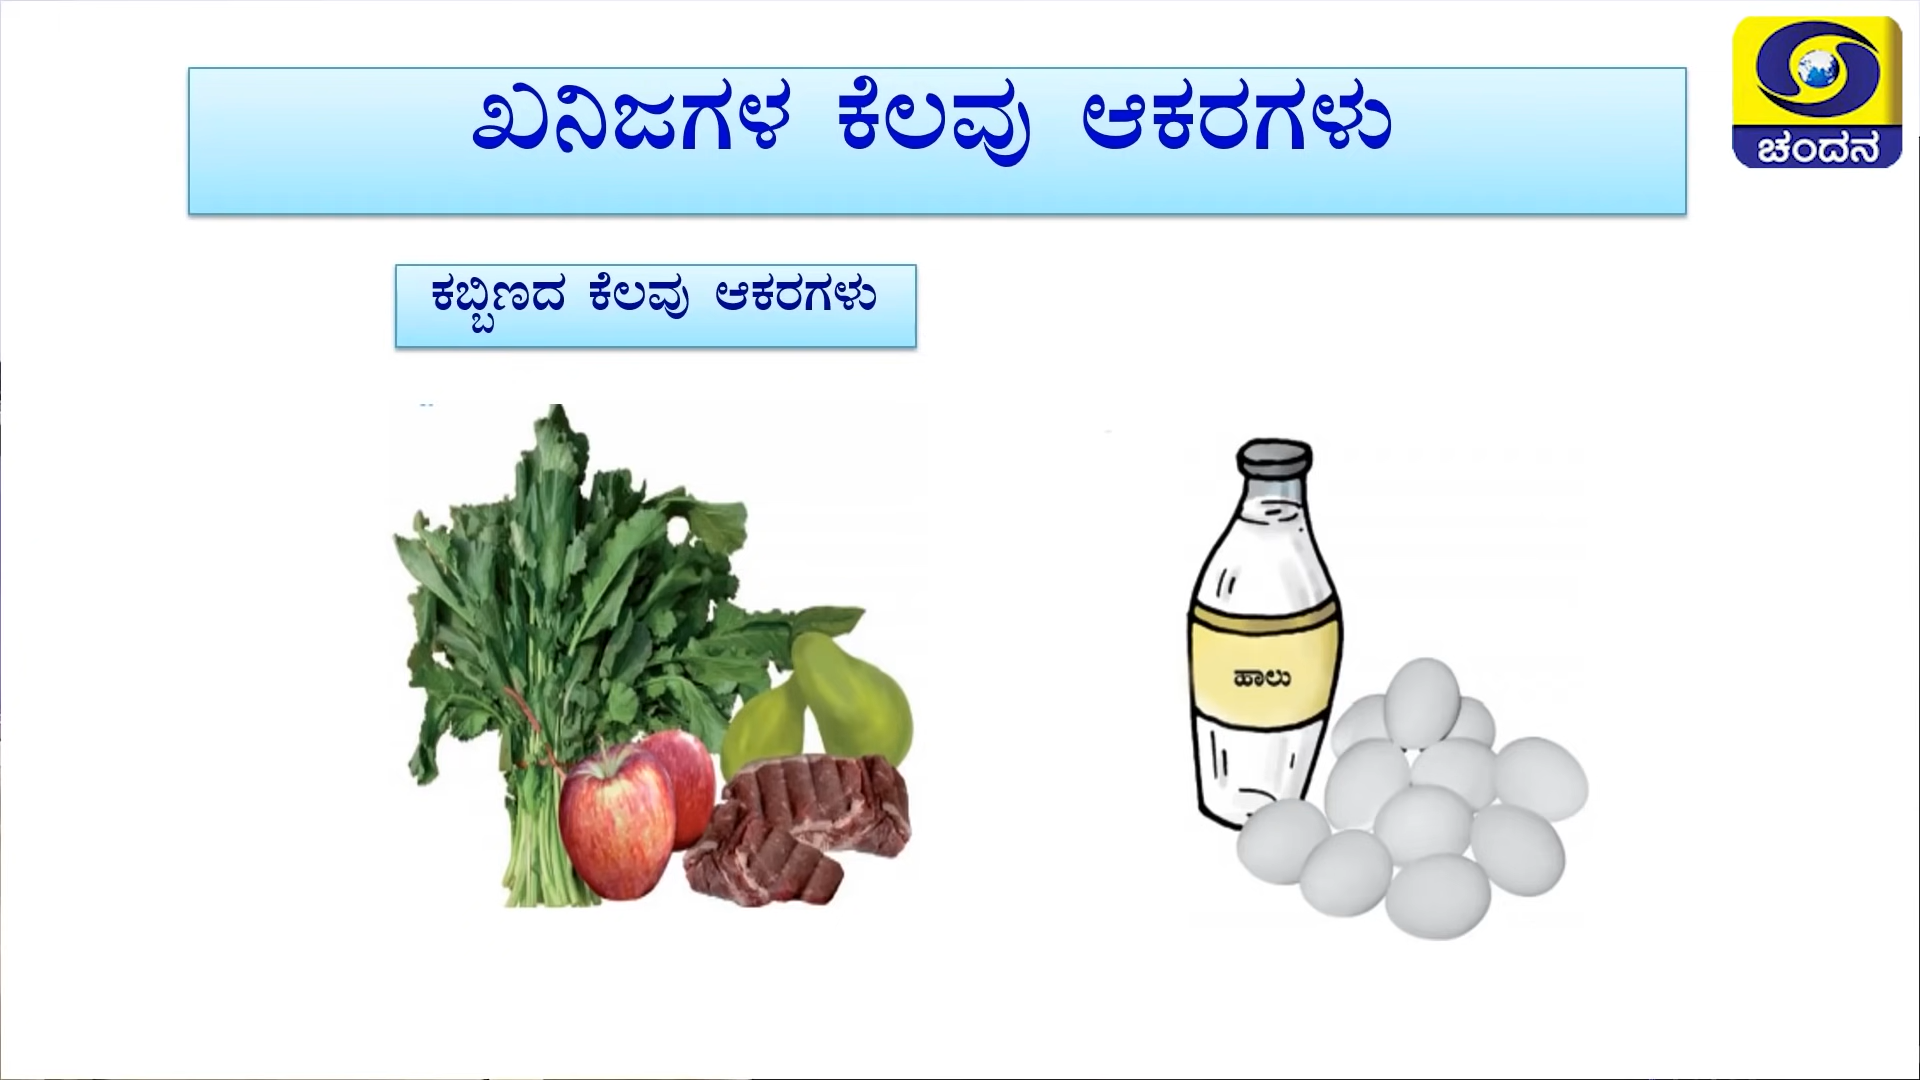 ಖನಿಜಗಳ ಕೆಲವು ಆಕರಗಳು
ಚಂದನ
ಕಬ್ಬಿಣದ ಕೆಲವು ಆಕರಗಳು
ಹಾಲು